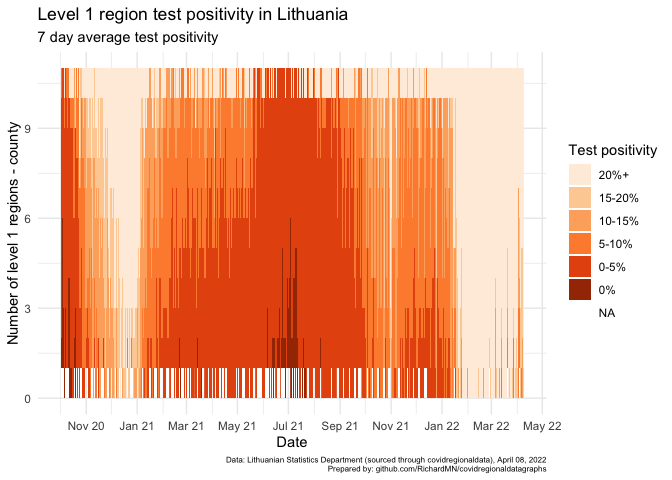 Level 1 region test positivity in Lithuania
7 day average test positivity
Number of level 1 regions - county
9
6
3
0
Nov 20 Jan 21 Mar 21 May 21 Jul 21 Sep 21 Nov 21 Jan 22 Mar 22 May 22
Date
Test positivity
20%+
15-20%
10-15%
5-10%
0-5%
0%
NA
Data: Lithuanian Statistics Department (sourced through covidregionaldata), April 08, 2022
Prepared by: github.com/RichardMN/covidregionaldatagraphs